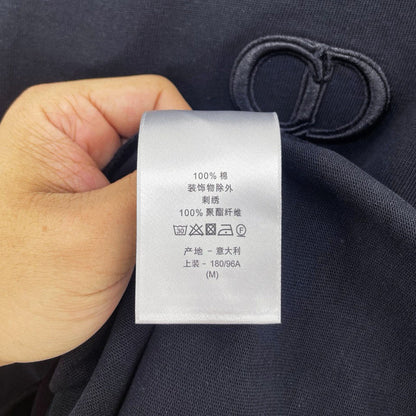 100% 棉
装饰物除外
刺绣
100% 聚酯纤维
产地 - 意大利
上装 - 180/96A
(M)